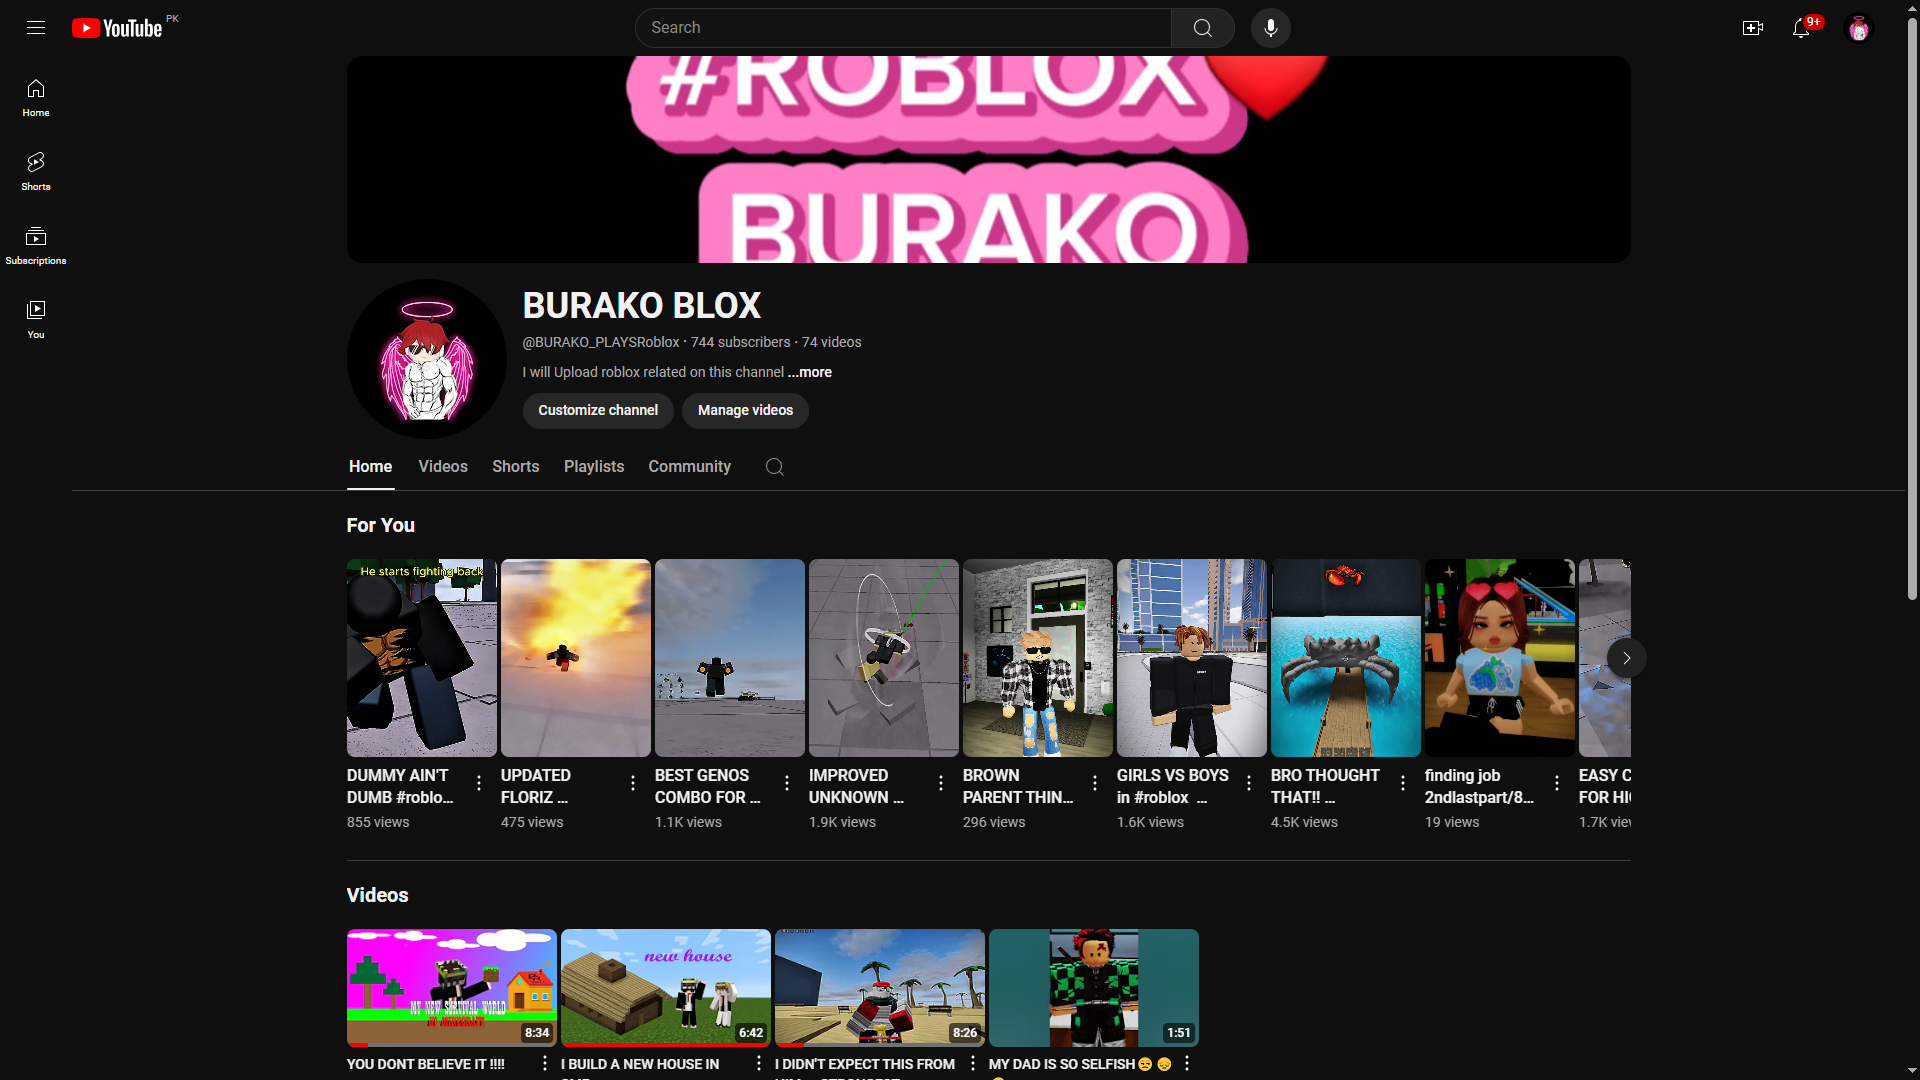 YouTube PK
Search
9+
Home
Shorts
Subscriptions
You
#ROBLOX
BURAKO
BURAKO BLOX
@BURAKO_PLAYSRoblox · 744 subscribers · 74 videos
I will Upload roblox related on this channel ...more
Customize channel
Manage videos
Home Videos Shorts Playlists Community
For You
He starts fighting back
DUMMY AIN'T
DUMB #roblo...
855 views
UPDATED
FLORIZ ...
475 views
BEST GENOS
COMBO FOR ...
1.1K views
IMPROVED
UNKNOWN ...
1.9K views
BROWN
PARENT THIN...
296 views
GIRLS VS BOYS
in #roblox ...
1.6K views
BRO THOUGHT
THAT!! ...
4.5K views
finding job
2ndlastpart/8...
19 views
EASY C
FOR HI
1.7K vie
Videos
MY NEW SURVIVAL WORLD
IN MINECRAFT
8:34
YOU DONT BELIEVE IT !!!!
new house
6:42
I BUILD A NEW HOUSE IN
8:26
I DIDN'T EXPECT THIS FROM
1:51
MY DAD IS SO SELFISH😒😞